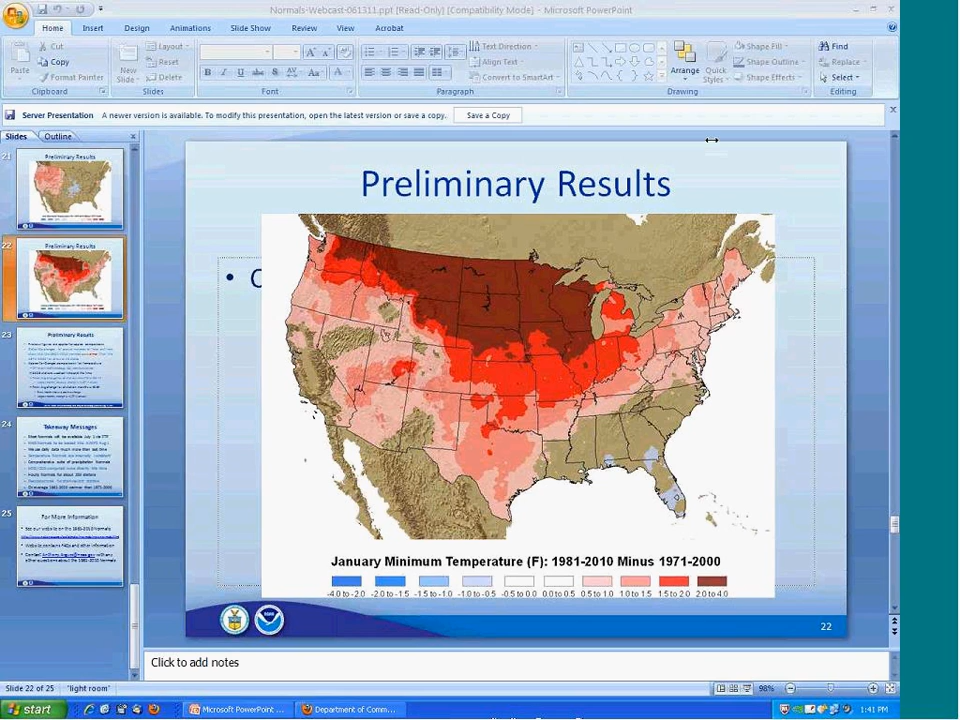 Normals-Webcast-061311.ppt [Read-Only] [Compatibility Mode] - Microsoft PowerPoint
Home Insert Design Animations Slide Show Review View Acrobat
Cut
Copy
Format Painter
Paste
Clipboard
New Slide
Layout
Reset
Delete
Slides
B I U abc S AV Aa A
Font
Text Direction
Align Text
Convert to SmartArt
Paragraph
Arrange
Quick Styles
Shape Fill
Shape Outline
Shape Effects
Drawing
Find
Replace
Select
Editing
Server Presentation A newer version is available. To modify this presentation, open the latest version or save a copy. Save a Copy
Slides Outline
21
Preliminary Results
22
Preliminary Results
23
Preliminary Results
24
Takeaway Messages
25
For More Information
Preliminary Results
• C
January Minimum Temperature (F): 1981-2010 Minus 1971-2000
-4.0 to -2.0 -2.0 to -1.5 -1.5 to -1.0 -1.0 to -0.5 -0.5 to 0.0 0.0 to 0.5 0.5 to 1.0 1.0 to 1.5 1.5 to 2.0 2.0 to 4.0
22
Click to add notes
Slide 22 of 25 "light room" 98%
start Microsoft PowerPoint ... Department of Comm... 1:41 PM